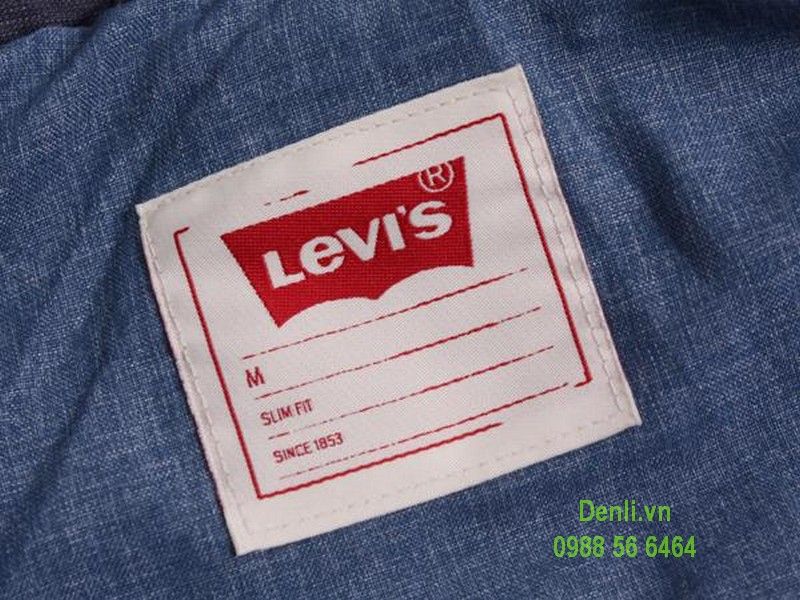 Levi's ®
M
SLIM FIT
SINCE 1853
Denli.vn
0988 56 6464